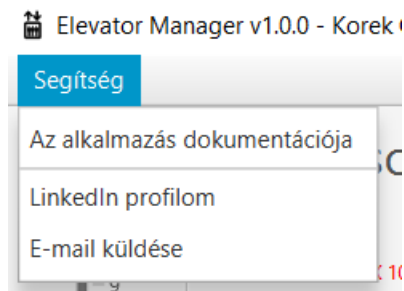 Elevator Manager v1.0.0 - Korek
Segítség
Az alkalmazás dokumentációja
LinkedIn profilom
E-mail küldése